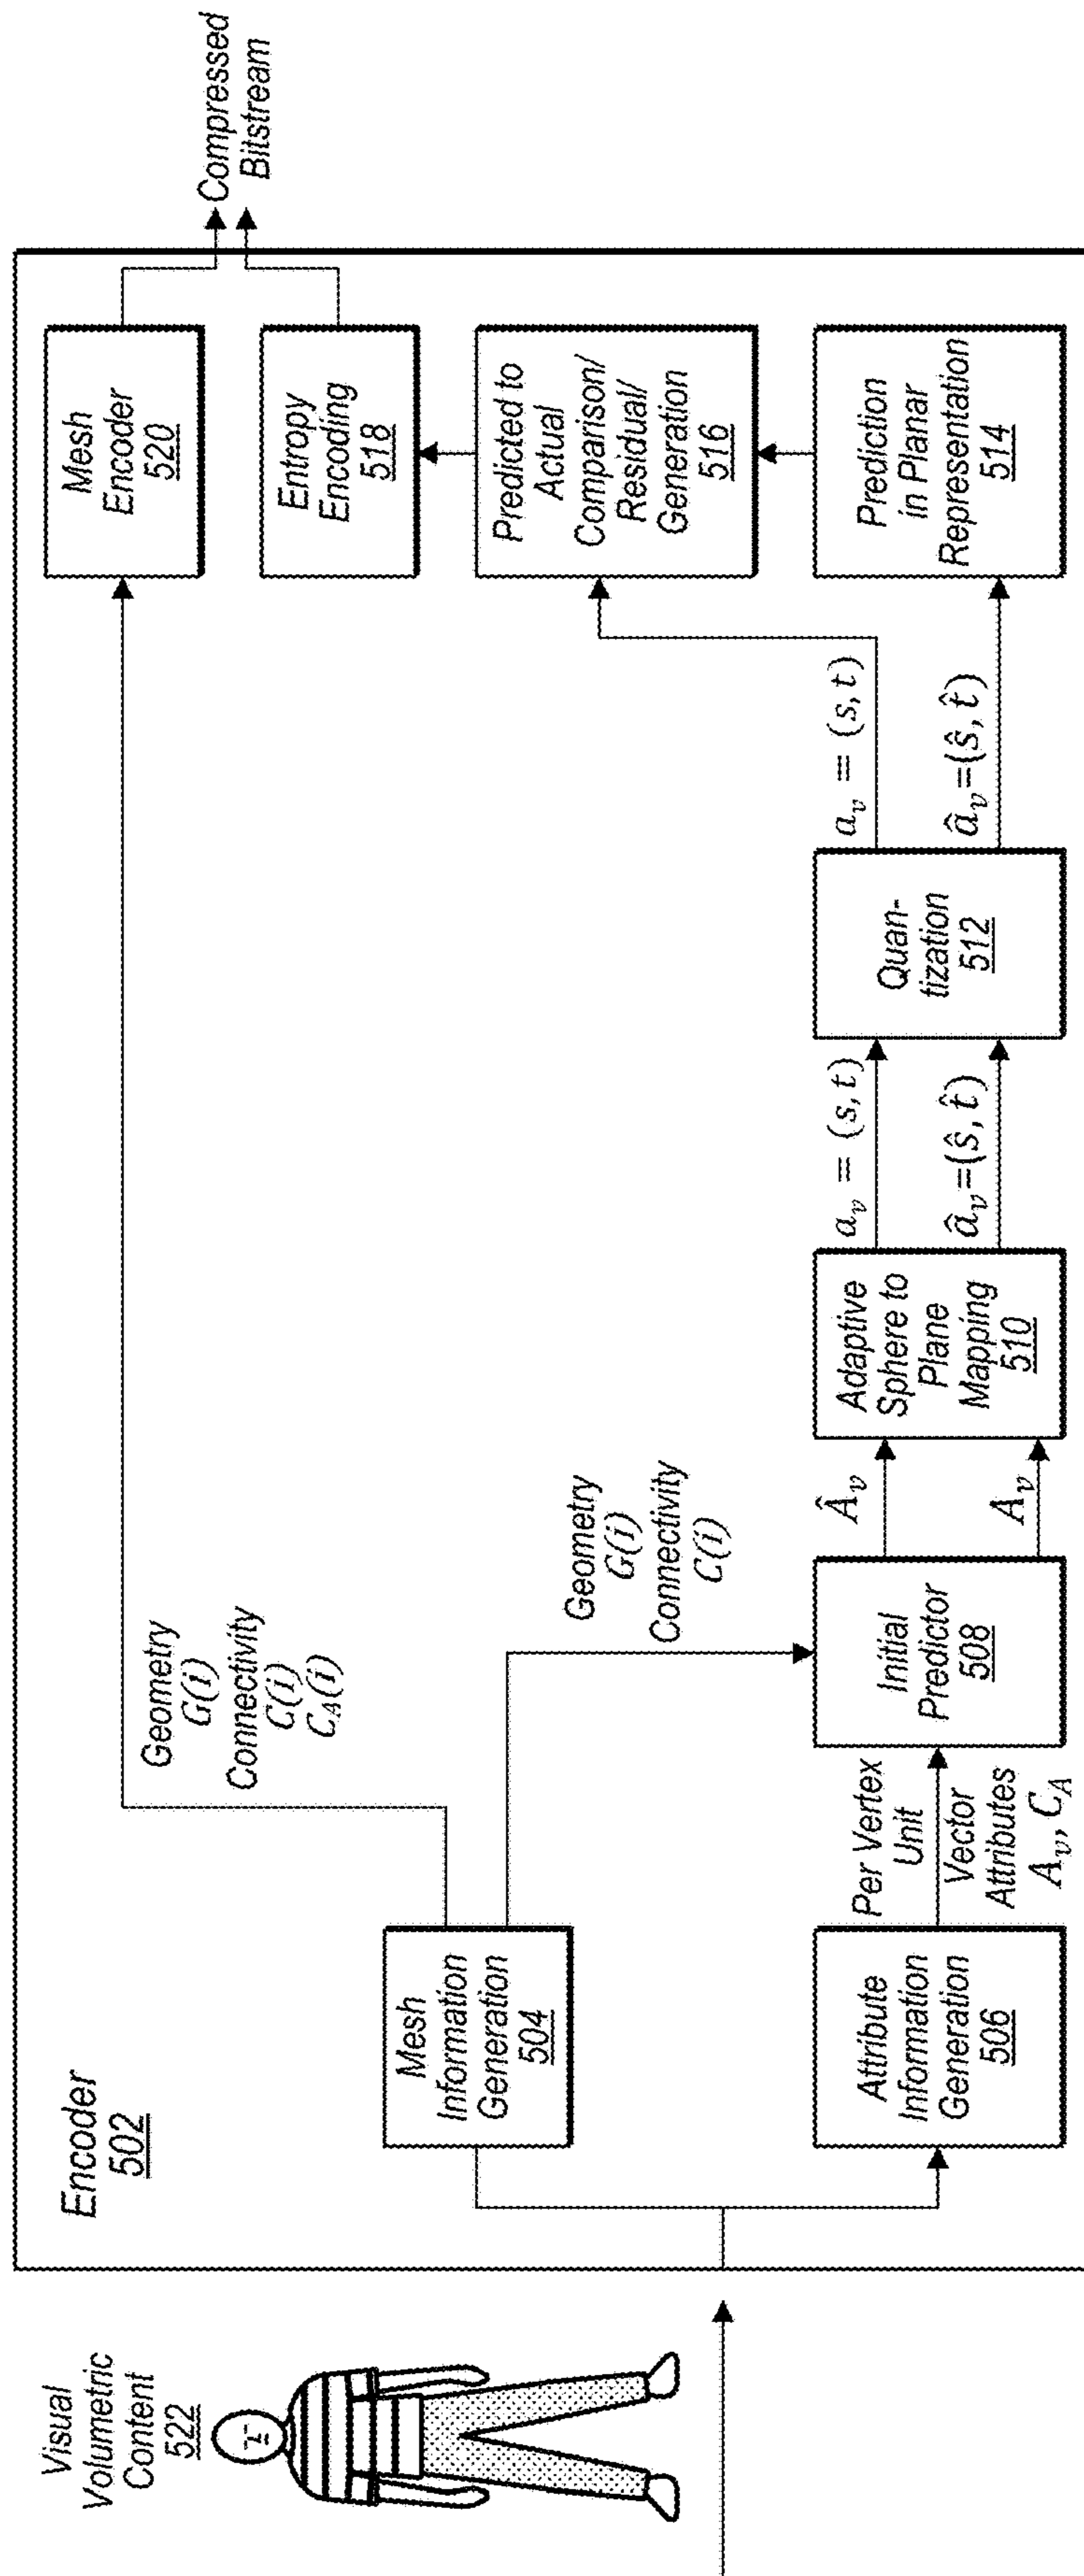 Visual
Volumetric
Content
522
Encoder
502
Mesh
Information
Generation
504
Attribute
Information
Generation
506
Geometry
G(i)
Connectivity
C(i)
C_A(i)
Geometry
G(i)
Connectivity
C(i)
Per Vertex
Unit
Vector
Attributes
A_v, C_A
Initial
Predictor
508
Â_v
A_v
Adaptive
Sphere to
Plane
Mapping
510
a_v = (s, t)
â_v=(ŝ, t̂)
Quan-
tization
512
a_v = (s, t)
â_v=(ŝ, t̂)
Mesh
Encoder
520
Entropy
Encoding
518
Predicted to
Actual
Comparison/
Residual/
Generation
516
Prediction
in Planar
Representation
514
Compressed
Bitstream